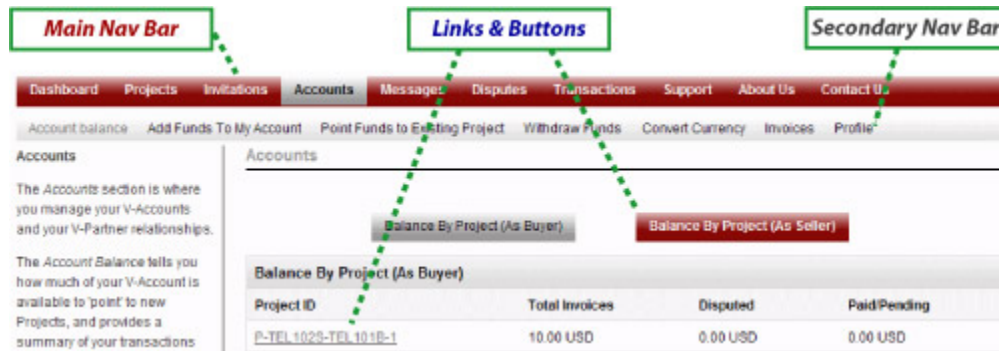 Main Nav Bar
Links & Buttons
Secondary Nav Bar
Dashboard Projects Invitations Accounts Messages Disputes Transactions Support About Us Contact Us
Account balance Add Funds To My Account Point Funds to Existing Project Withdraw Funds Convert Currency Invoices Profile
Accounts
The Accounts section is where
you manage your V-Accounts
and your V-Partner relationships.
The Account Balance tells you
how much of your V-Account is
available to 'point' to new
Projects, and provides a
summary of your transactions
Accounts
Balance By Project (As Buyer) Balance By Project (As Seller)
Balance By Project (As Buyer)
Project ID Total Invoices Disputed Paid/Pending
P-TEL102S-TEL101B-1 10.00 USD 0.00 USD 0.00 USD